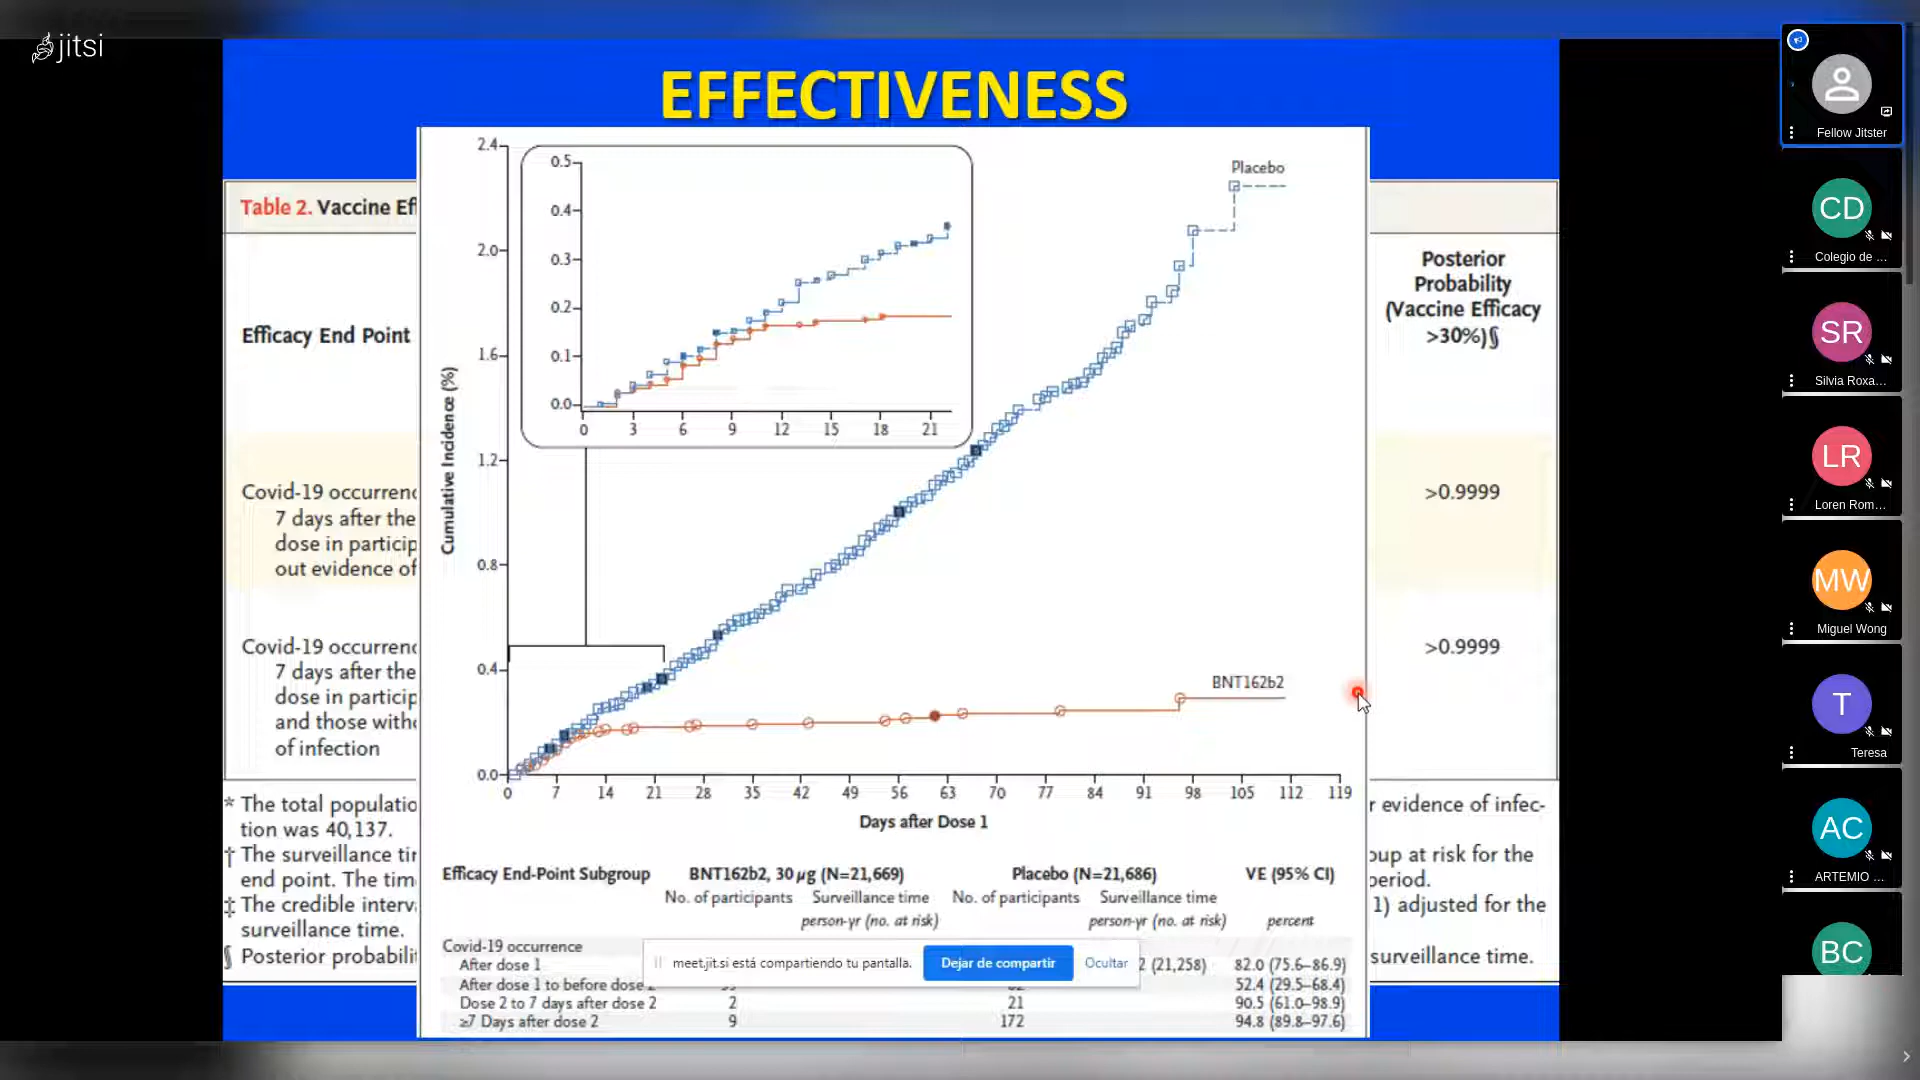 jitsi
EFFECTIVENESS
Table 2. Vaccine Ef
Efficacy End Point
Covid-19 occurrenc
7 days after the
dose in particip
out evidence of
Covid-19 occurrenc
7 days after the
dose in particip
and those with
of infection
* The total populatio
tion was 40,137.
† The surveillance ti
end point. The tim
‡ The credible interv
surveillance time.
§ Posterior probabili
2.4
2.0
1.6
1.2
0.8
0.4
0.0
Cumulative Incidence (%)
0.5
0.4
0.3
0.2
0.1
0.0
0 3 6 9 12 15 18 21
Placebo
BNT162b2
0 7 14 21 28 35 42 49 56 63 70 77 84 91 98 105 112 119
Days after Dose 1
Efficacy End-Point Subgroup BNT162b2, 30 µg (N=21,669) Placebo (N=21,686) VE (95% CI)
No. of participants Surveillance time No. of participants Surveillance time
person-yr (no. at risk) person-yr (no. at risk) percent
Covid-19 occurrence
After dose 1 2 (21,258) 82.0 (75.6–86.9)
After dose 1 to before dose 52.4 (29.5–68.4)
Dose 2 to 7 days after dose 2 2 21 90.5 (61.0–98.9)
≥7 Days after dose 2 9 172 94.8 (89.8–97.6)
meet.jit.si está compartiendo tu pantalla. Dejar de compartir Ocultar
Posterior
Probability
(Vaccine Efficacy
>30%)§
>0.9999
>0.9999
r evidence of infec-
oup at risk for the
period.
1) adjusted for the
surveillance time.
Fellow Jitster
CD
Colegio de ...
SR
Silvia Roxa...
LR
Loren Rom...
MW
Miguel Wong
T
Teresa
AC
ARTEMIO ...
BC